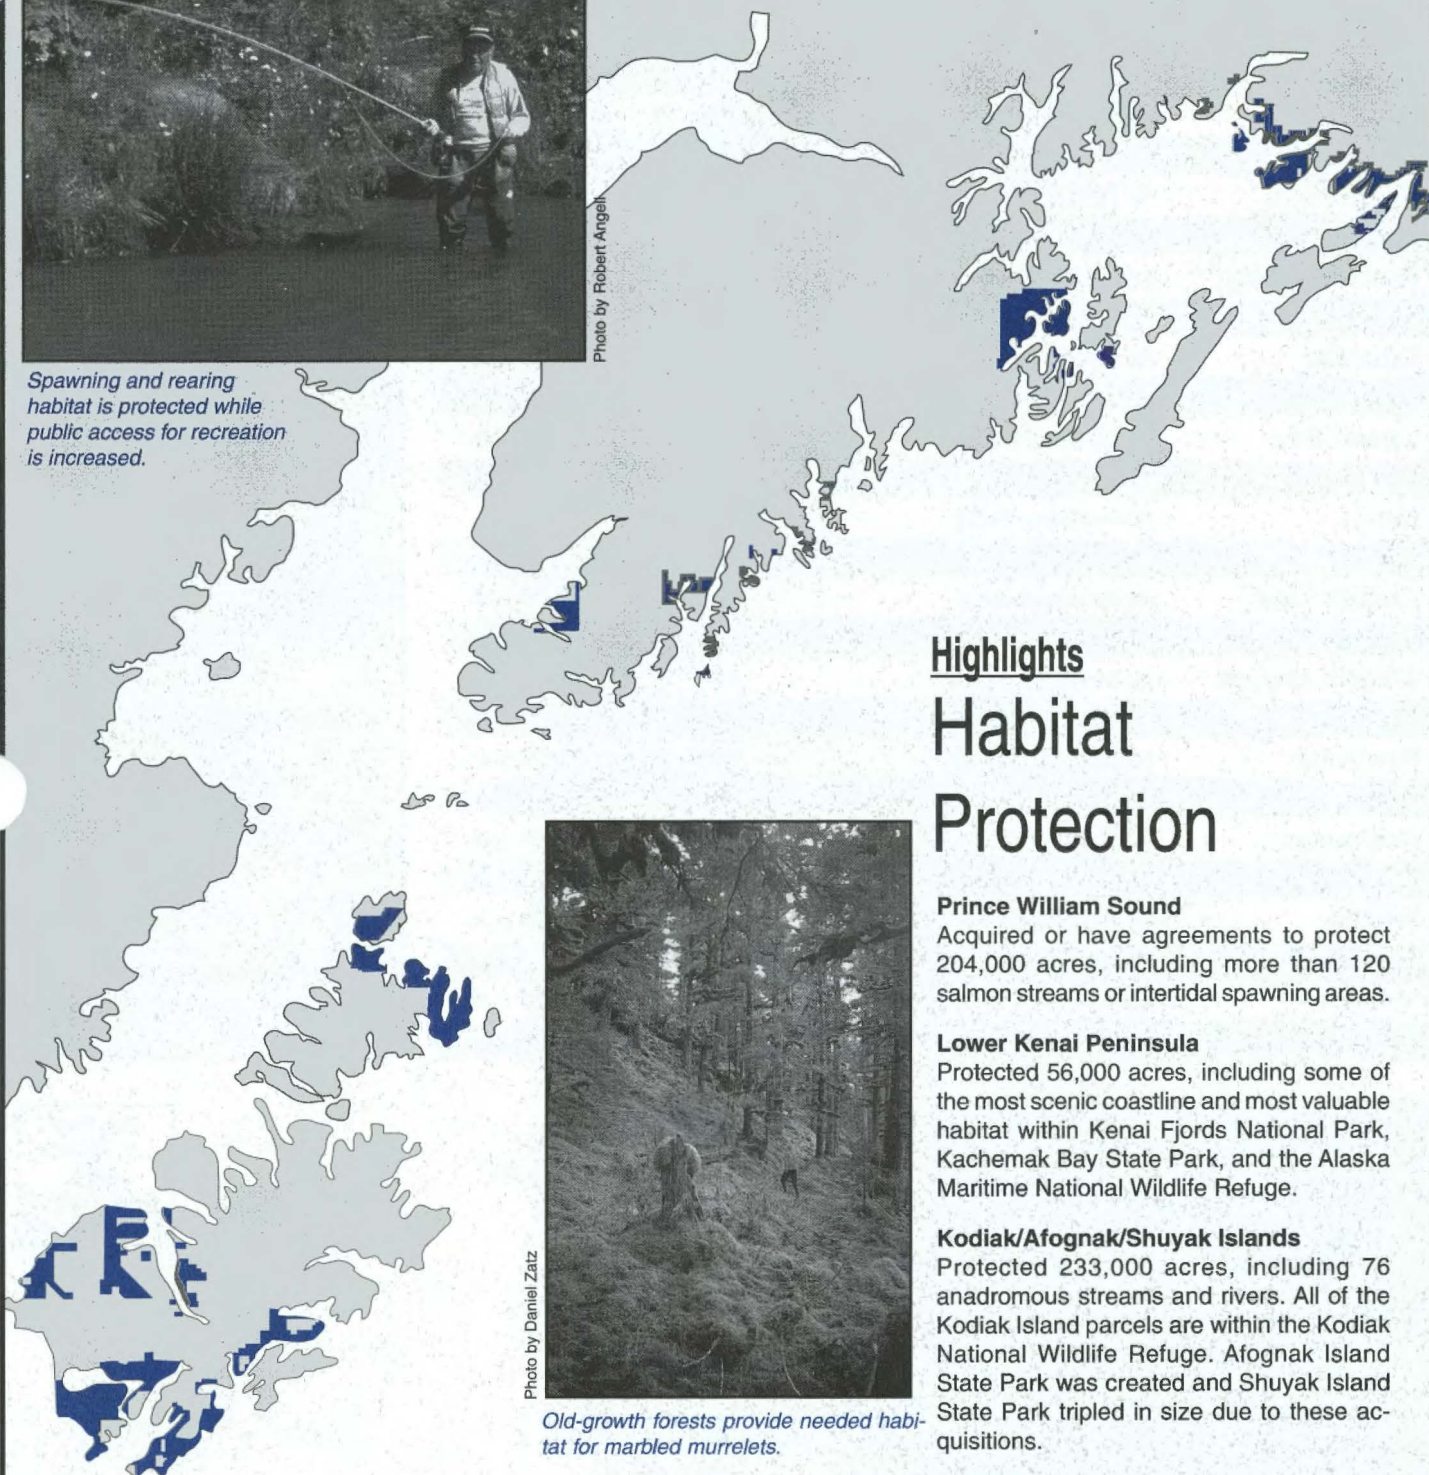 Photo by Robert Angell
Spawning and rearing
habitat is protected while
public access for recreation
is increased.
Highlights
Habitat
Protection
Prince William Sound
Acquired or have agreements to protect
204,000 acres, including more than 120
salmon streams or intertidal spawning areas.
Lower Kenai Peninsula
Protected 56,000 acres, including some of
the most scenic coastline and most valuable
habitat within Kenai Fjords National Park,
Kachemak Bay State Park, and the Alaska
Maritime National Wildlife Refuge.
Kodiak/Afognak/Shuyak Islands
Protected 233,000 acres, including 76
anadromous streams and rivers. All of the
Kodiak Island parcels are within the Kodiak
National Wildlife Refuge. Afognak Island
State Park was created and Shuyak Island
State Park tripled in size due to these ac-
quisitions.
Photo by Daniel Zatz
Old-growth forests provide needed habi-
tat for marbled murrelets.